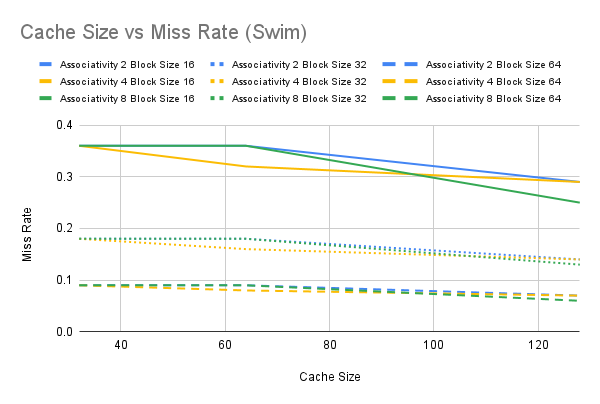 Cache Size vs Miss Rate (Swim)
Associativity 2 Block Size 16 Associativity 2 Block Size 32 Associativity 2 Block Size 64
Associativity 4 Block Size 16 Associativity 4 Block Size 32 Associativity 4 Block Size 64
Associativity 8 Block Size 16 Associativity 8 Block Size 32 Associativity 8 Block Size 64
0.4
0.3
0.2
0.1
0.0
Miss Rate
40 60 80 100 120
Cache Size